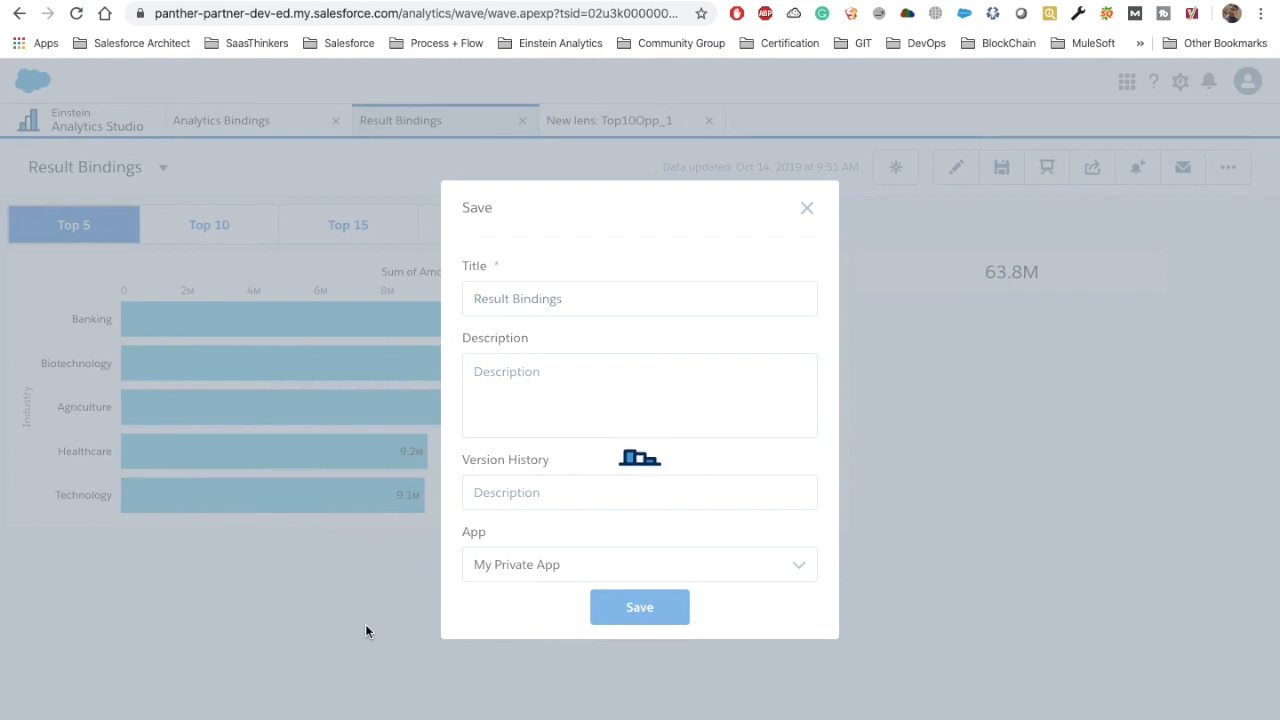 panther-partner-dev-ed.my.salesforce.com/analytics/wave/wave.apexp?tsid=02u3k000000...
Apps Salesforce Architect SaasThinkers Salesforce Process + Flow Einstein Analytics Community Group Certification GIT DevOps BlockChain MuleSoft » Other Bookmarks
Einstein
Analytics Studio
Analytics Bindings
Result Bindings
New lens: Top10Opp_1
Result Bindings
Data updated: Oct 14, 2019 at 9:51 AM
Top 5 Top 10 Top 15
Sum of Amo
0 2M 4M 6M 8M
Industry
Banking
Biotechnology
Agriculture
Healthcare 9.2M
Technology 9.1M
63.8M
Save
Title *
Result Bindings
Description
Description
Version History
Description
App
My Private App
Save